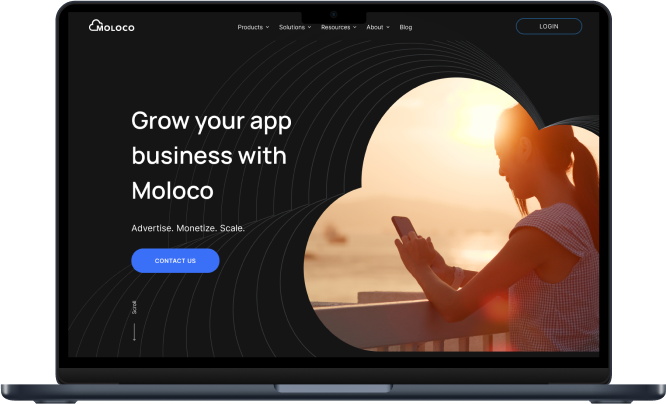 MOLOCO
Products Solutions Resources About Blog
LOGIN
Grow your app
business with
Moloco
Advertise. Monetize. Scale.
CONTACT US
Scroll